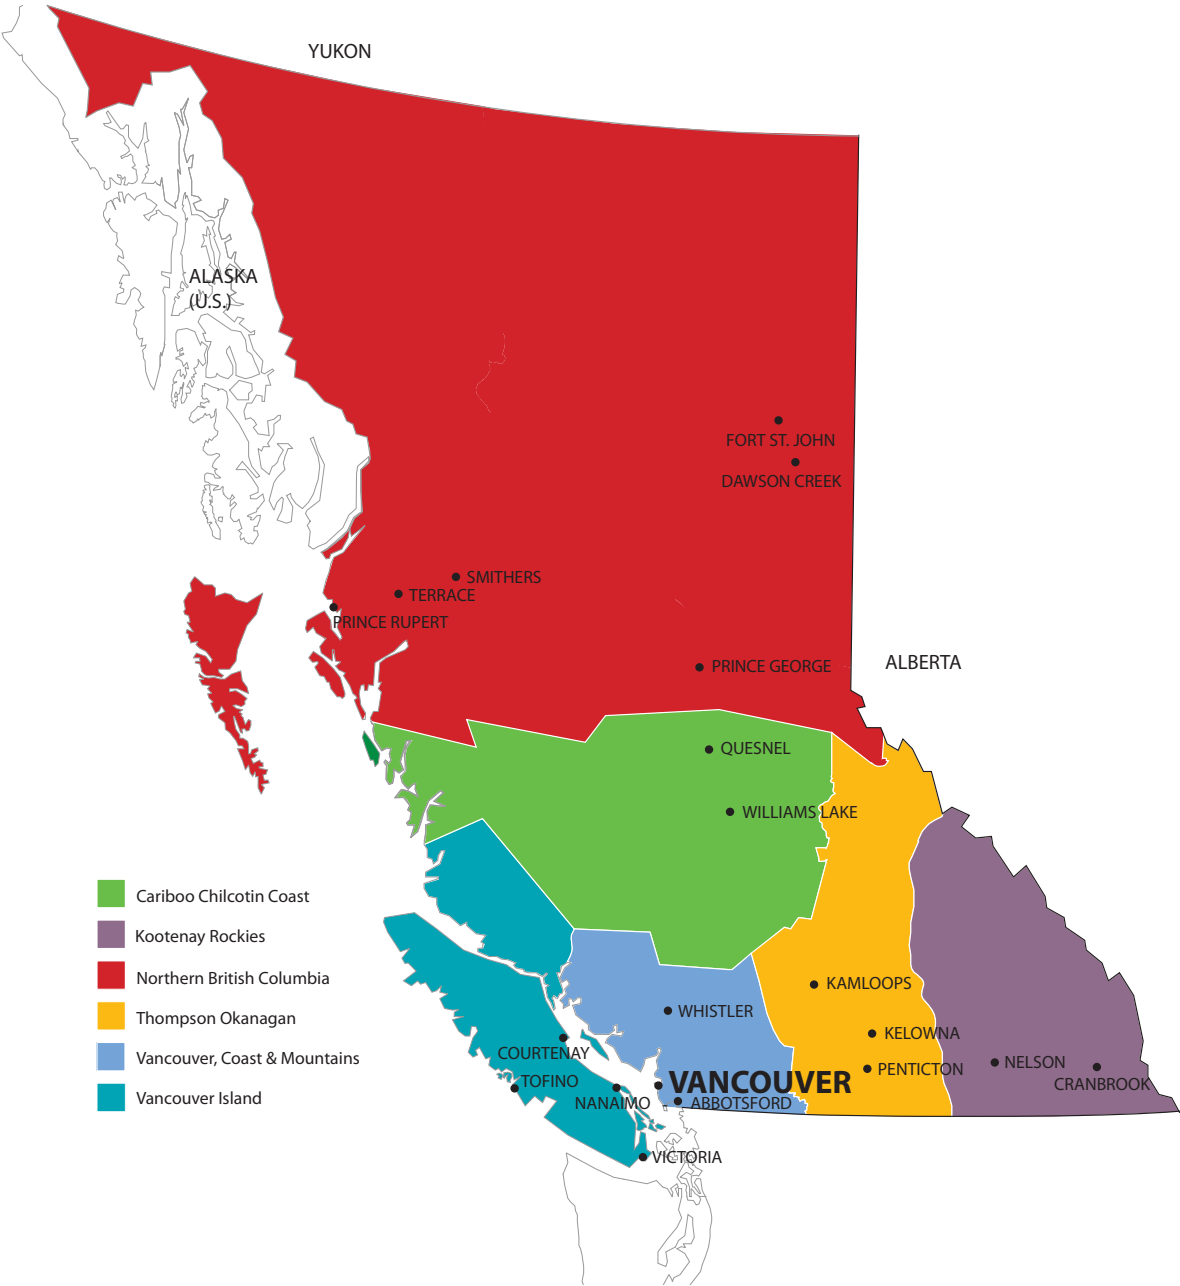 YUKON
ALASKA
(U.S.)
FORT ST. JOHN
DAWSON CREEK
SMITHERS
TERRACE
PRINCE RUPERT
PRINCE GEORGE
ALBERTA
QUESNEL
WILLIAMS LAKE
Cariboo Chilcotin Coast
Kootenay Rockies
Northern British Columbia
Thompson Okanagan
Vancouver, Coast & Mountains
Vancouver Island
KAMLOOPS
WHISTLER
KELOWNA
COURTENAY
PENTICTON
NELSON
CRANBROOK
TOFINO
VANCOUVER
NANAIMO
ABBOTSFORD
VICTORIA